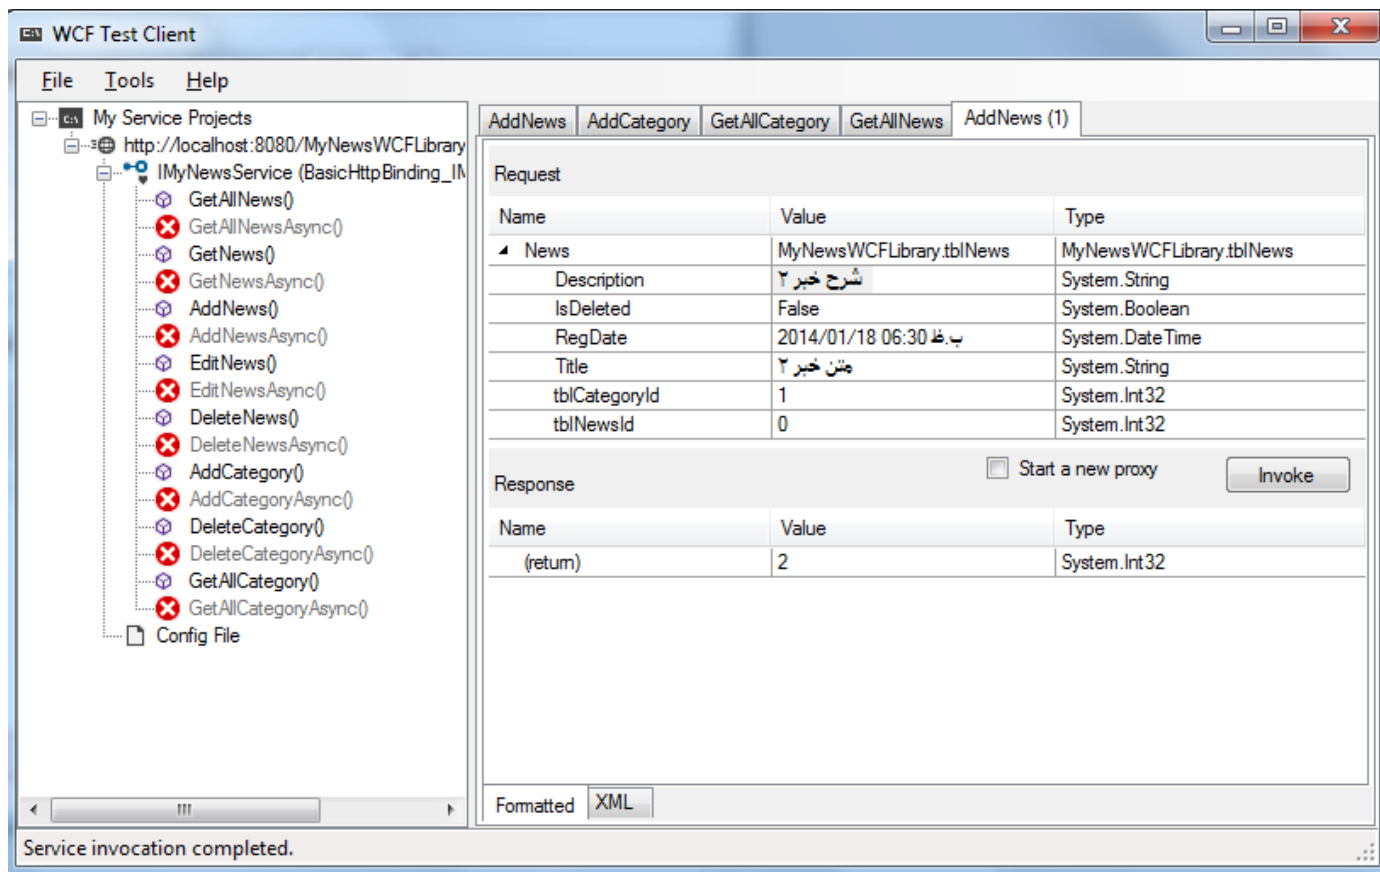 WCF Test Client
File Tools Help
My Service Projects
http://localhost:8080/MyNewsWCFLibrary
IMyNewsService (BasicHttpBinding_IM
GetAllNews()
GetAllNewsAsync()
GetNews()
GetNewsAsync()
AddNews()
AddNewsAsync()
EditNews()
EditNewsAsync()
DeleteNews()
DeleteNewsAsync()
AddCategory()
AddCategoryAsync()
DeleteCategory()
DeleteCategoryAsync()
GetAllCategory()
GetAllCategoryAsync()
Config File
AddNews AddCategory GetAllCategory GetAllNews AddNews (1)
Request
Name Value Type
News MyNewsWCFLibrary.tblNews MyNewsWCFLibrary.tblNews
Description شرح خبر ۲ System.String
IsDeleted False System.Boolean
RegDate 2014/01/18 06:30 ب.ظ System.DateTime
Title متن خبر ۲ System.String
tblCategoryId 1 System.Int32
tblNewsId 0 System.Int32
Response Start a new proxy Invoke
Name Value Type
(return) 2 System.Int32
Formatted XML
Service invocation completed.